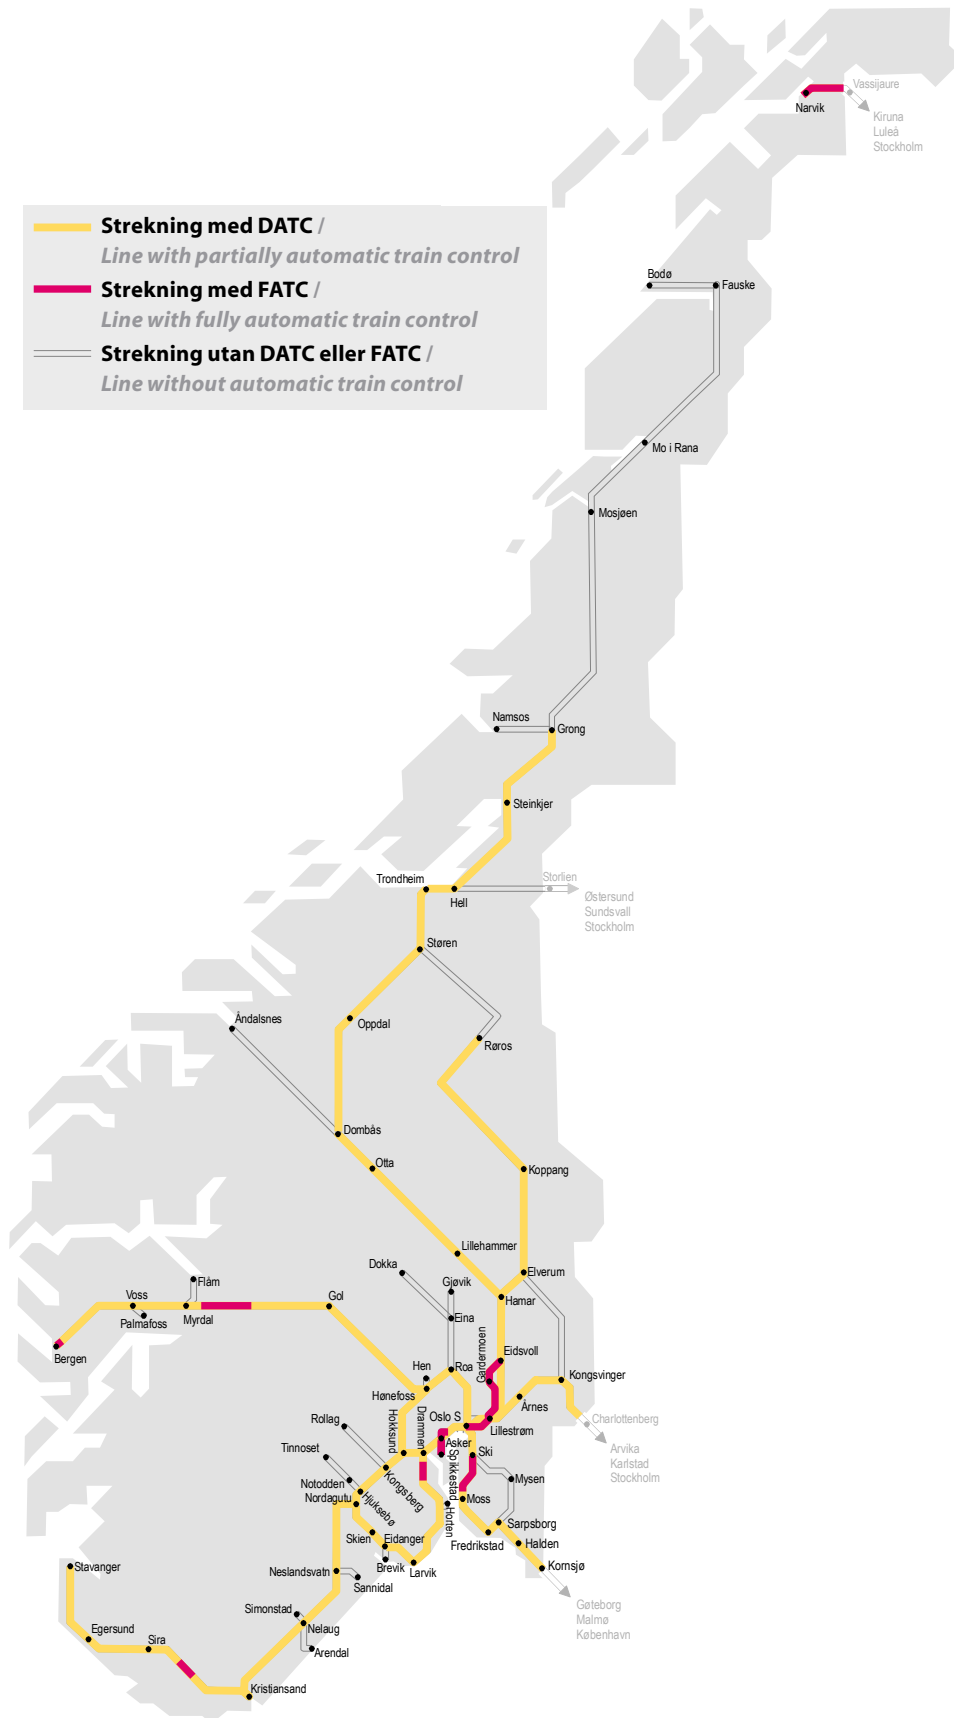 Vassijaure
Narvik
Kiruna
Luleå
Stockholm
Strekning med DATC /
Line with partially automatic train control
Strekning med FATC /
Line with fully automatic train control
Strekning utan DATC eller FATC /
Line without automatic train control
Bodø
Fauske
Mo i Rana
Mosjøen
Namsos
Grong
Steinkjer
Trondheim
Hell
Storlien
Østersund
Sundsvall
Stockholm
Støren
Oppdal
Åndalsnes
Røros
Dombås
Otta
Koppang
Lillehammer
Elverum
Dokka
Gjøvik
Hamar
Flåm
Voss
Palmafoss
Myrdal
Gol
Eina
Gardermoen
Eidsvoll
Bergen
Hen
Roa
Kongsvinger
Hønefoss
Årnes
Rollag
Hokksund
Drammen
Oslo S
Lillestrøm
Charlottenberg
Asker
Spikkestad
Ski
Arvika
Karlstad
Stockholm
Tinnoset
Kongsberg
Mysen
Notodden
Hjuksebø
Nordagutu
Moss
Horten
Sarpsborg
Skien
Eidanger
Fredrikstad
Halden
Brevik
Larvik
Kornsjø
Stavanger
Neslandsvatn
Sannidal
Gøteborg
Malmø
København
Simonstad
Nelaug
Egersund
Sira
Arendal
Kristiansand